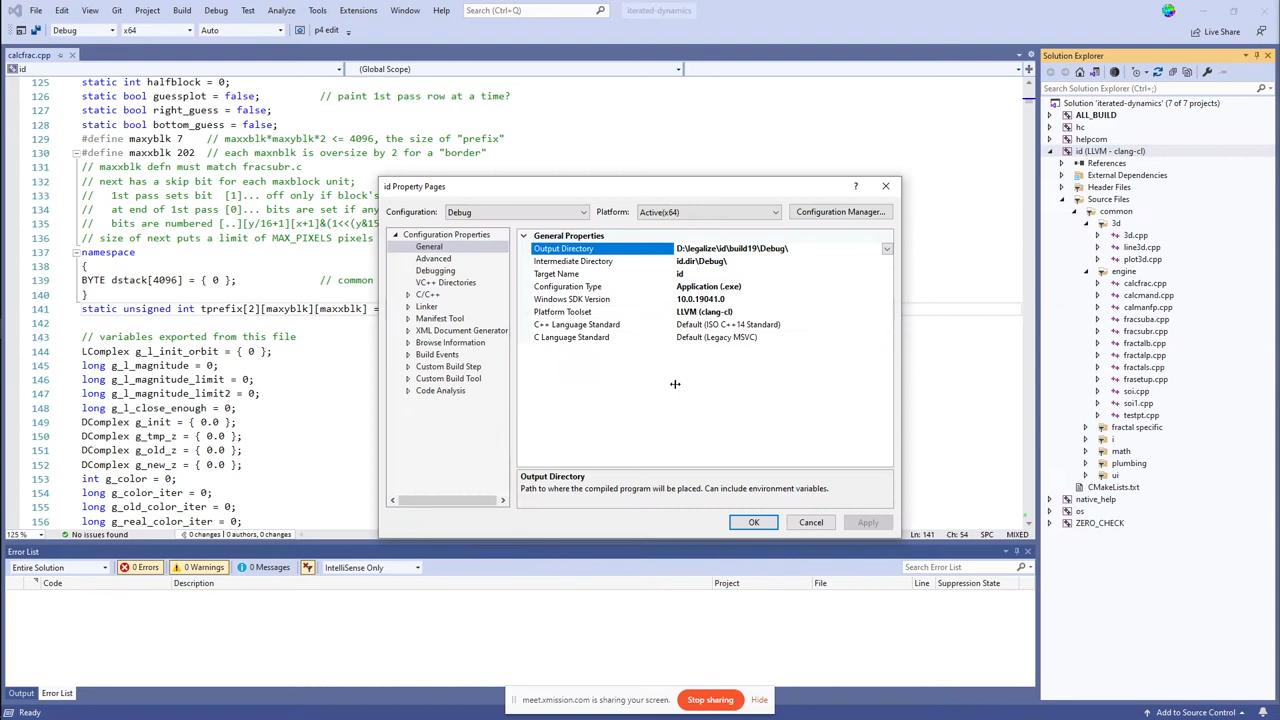 File Edit View Git Project Build Debug Test Analyze Tools Extensions Window Help Search (Ctrl+Q) iterated-dynamics
Debug x64 Auto p4 edit Live Share
calcfrac.cpp
id (Global Scope)
125 static int halfblock = 0;
126 static bool guessplot = false; // paint 1st pass row at a time?
127 static bool right_guess = false;
128 static bool bottom_guess = false;
129 #define maxyblk 7 // maxxblk*maxyblk*2 <= 4096, the size of "prefix"
130 #define maxxblk 202 // each maxnblk is oversize by 2 for a "border"
131 // maxxblk defn must match fracsubr.c
132 // next has a skip bit for each maxblock unit;
133 // 1st pass sets bit [1]... off only if block's
134 // at end of 1st pass [0]... bits are set if any
135 // bits are numbered [..][y/16+1][x+1]&(1<<(y&15
136 // size of next puts a limit of MAX_PIXELS pixels
137 namespace
138 {
139 BYTE dstack[4096] = { 0 }; // common
140 }
141 static unsigned int tprefix[2][maxyblk][maxxblk] =
142
143 // variables exported from this file
144 LComplex g_l_init_orbit = { 0 };
145 long g_l_magnitude = 0;
146 long g_l_magnitude_limit = 0;
147 long g_l_magnitude_limit2 = 0;
148 long g_l_close_enough = 0;
149 DComplex g_init = { 0.0 };
150 DComplex g_tmp_z = { 0.0 };
151 DComplex g_old_z = { 0.0 };
152 DComplex g_new_z = { 0.0 };
153 int g_color = 0;
154 long g_color_iter = 0;
155 long g_old_color_iter = 0;
156 long g_real_color_iter = 0;
125 % No issues found 0 changes | 0 authors, 0 changes Ln: 141 Ch: 54 SPC MIXED
id Property Pages
Configuration: Debug Platform: Active(x64) Configuration Manager...
Configuration Properties
General
Advanced
Debugging
VC++ Directories
C/C++
Linker
Manifest Tool
XML Document Generator
Browse Information
Build Events
Custom Build Step
Custom Build Tool
Code Analysis
General Properties
Output Directory D:\legalize\id\build19\Debug\
Intermediate Directory id.dir\Debug\
Target Name id
Configuration Type Application (.exe)
Windows SDK Version 10.0.19041.0
Platform Toolset LLVM (clang-cl)
C++ Language Standard Default (ISO C++14 Standard)
C Language Standard Default (Legacy MSVC)
Output Directory
Path to where the compiled program will be placed. Can include environment variables.
OK Cancel Apply
Solution Explorer
Search Solution Explorer (Ctrl+;)
Solution 'iterated-dynamics' (7 of 7 projects)
ALL_BUILD
hc
helpcom
id (LLVM - clang-cl)
References
External Dependencies
Header Files
Source Files
common
3d
3d.cpp
line3d.cpp
plot3d.cpp
engine
calcfrac.cpp
calcmand.cpp
calmanfp.cpp
fracsuba.cpp
fracsubr.cpp
fractalb.cpp
fractalp.cpp
fractals.cpp
frasetup.cpp
soi.cpp
soi1.cpp
testpt.cpp
fractal specific
i
math
plumbing
ui
CMakeLists.txt
native_help
os
ZERO_CHECK
Error List
Entire Solution 0 Errors 0 Warnings 0 Messages IntelliSense Only Search Error List
Code Description Project File Line Suppression State
Output Error List
meet.xmission.com is sharing your screen. Stop sharing Hide
Ready Add to Source Control